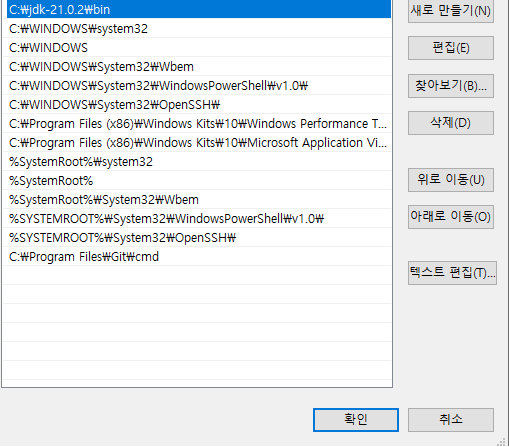 C:₩jdk-21.0.2₩bin
C:₩WINDOWS₩system32
C:₩WINDOWS
C:₩WINDOWS₩System32₩Wbem
C:₩WINDOWS₩System32₩WindowsPowerShell₩v1.0₩
C:₩WINDOWS₩System32₩OpenSSH₩
C:₩Program Files (x86)₩Windows Kits₩10₩Windows Performance T...
C:₩Program Files (x86)₩Windows Kits₩10₩Microsoft Application Vi...
%SystemRoot%₩system32
%SystemRoot%
%SystemRoot%₩System32₩Wbem
%SYSTEMROOT%₩System32₩WindowsPowerShell₩v1.0₩
%SYSTEMROOT%₩System32₩OpenSSH₩
C:₩Program Files₩Git₩cmd
새로 만들기(N)
편집(E)
찾아보기(B)...
삭제(D)
위로 이동(U)
아래로 이동(O)
텍스트 편집(T)...
확인
취소